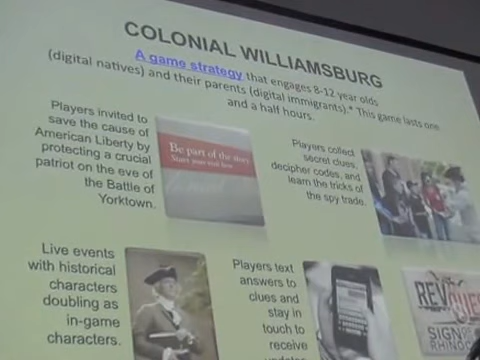 COLONIAL WILLIAMSBURG
A game strategy that engages 8-12 year olds
(digital natives) and their parents (digital immigrants).* This game lasts one
and a half hours.
Players invited to
save the cause of
American Liberty by
protecting a crucial
patriot on the eve of
the Battle of
Yorktown.
Be part of the story
Players collect
secret clues,
decipher codes, and
learn the tricks of
the spy trade.
Live events
with historical
characters
doubling as
in-game
characters.
Players text
answers to
clues and
stay in
touch to
receive
updates
SIGN
RHINO